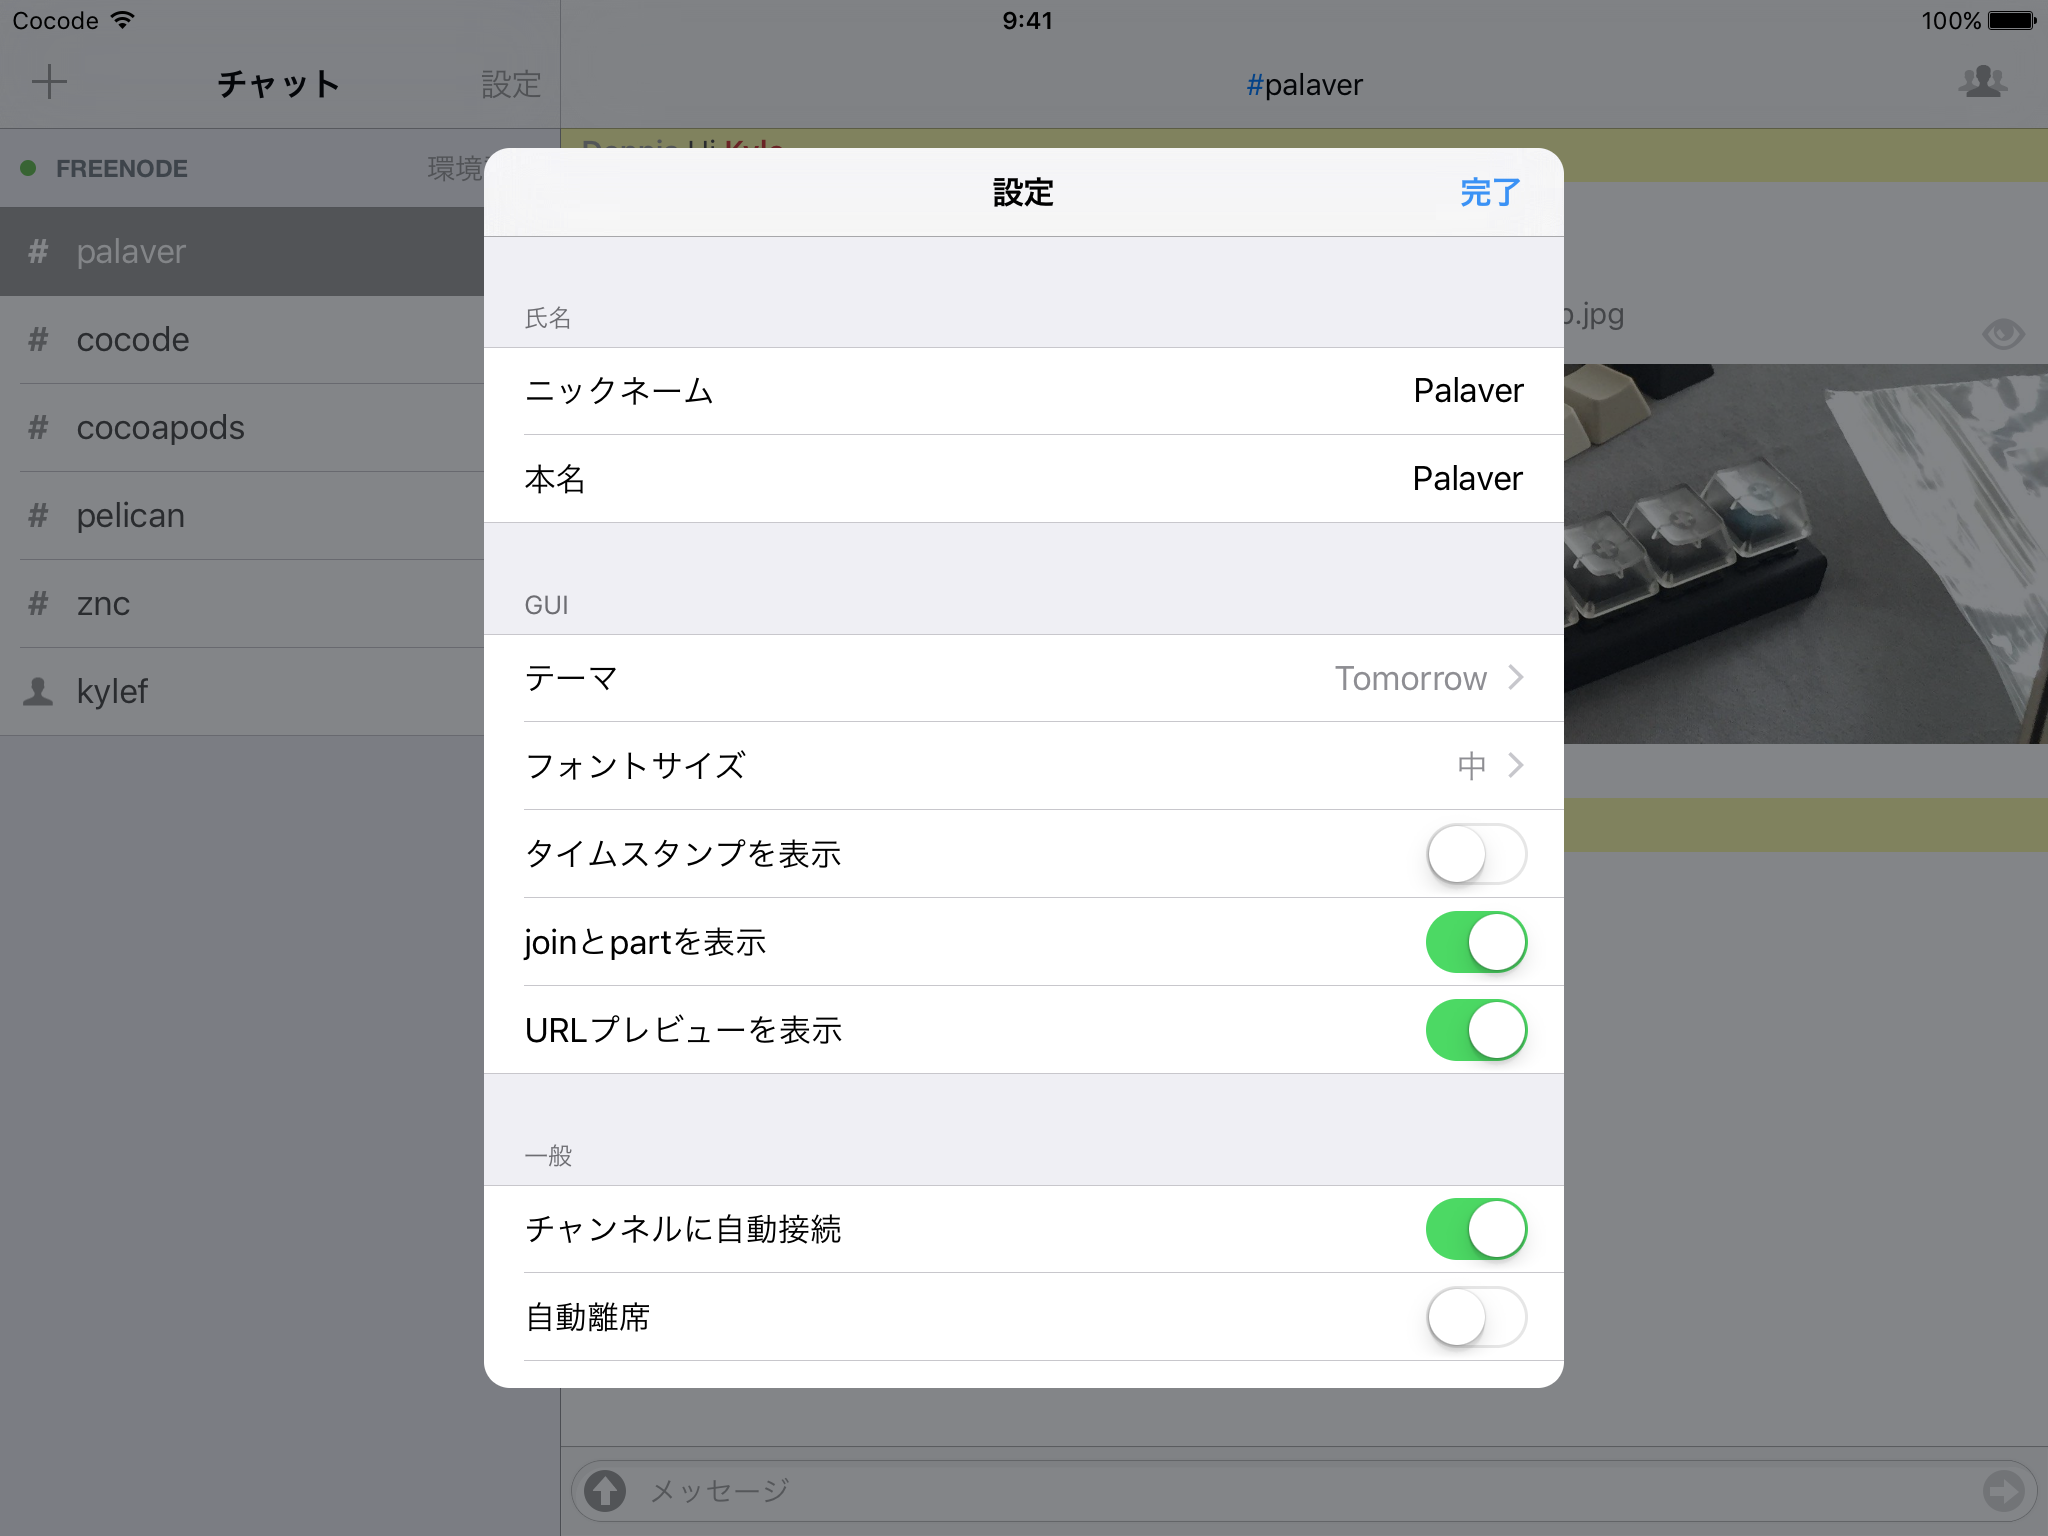 Cocode 9:41 100%
チャット 設定
#palaver
FREENODE 環境
# palaver
# cocode
# cocoapods
# pelican
# znc
kylef
設定 完了
氏名
ニックネーム Palaver
本名 Palaver
GUI
テーマ Tomorrow
フォントサイズ 中
タイムスタンプを表示
joinとpartを表示
URLプレビューを表示
一般
チャンネルに自動接続
自動離席
.jpg
メッセージ